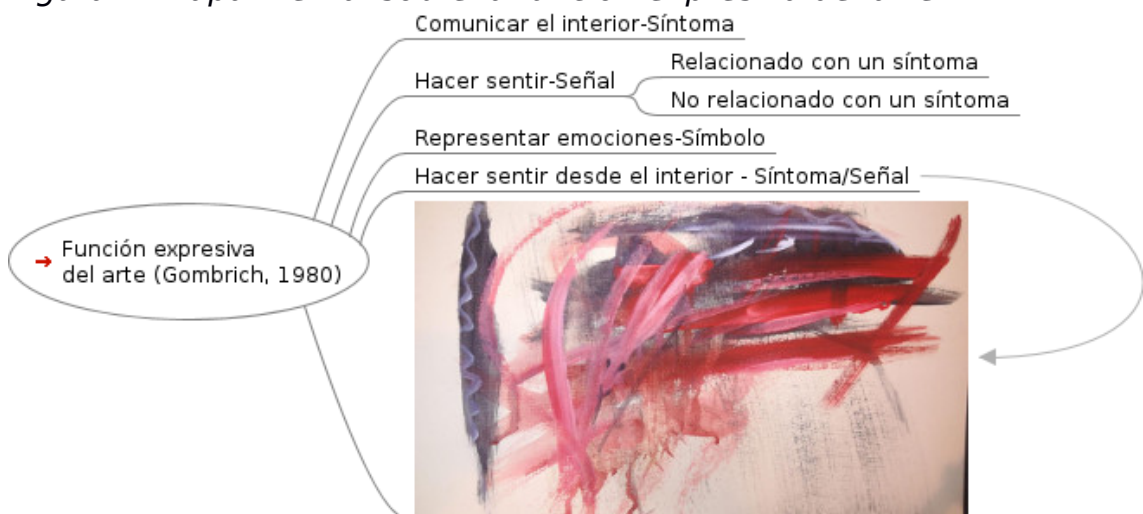 Comunicar el interior-Síntoma
Hacer sentir-Señal
Relacionado con un síntoma
No relacionado con un síntoma
Representar emociones-Símbolo
Hacer sentir desde el interior - Síntoma/Señal
Función expresiva
del arte (Gombrich, 1980)